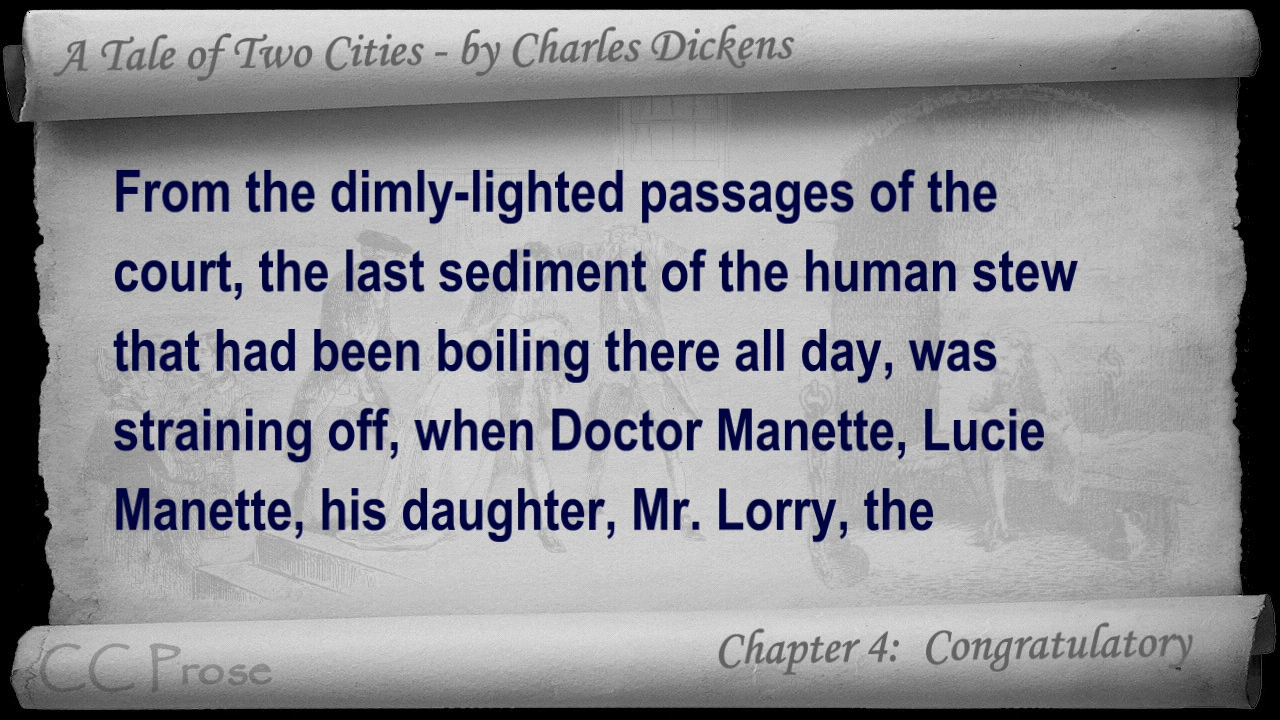 A Tale of Two Cities - by Charles Dickens
From the dimly-lighted passages of the
court, the last sediment of the human stew
that had been boiling there all day, was
straining off, when Doctor Manette, Lucie
Manette, his daughter, Mr. Lorry, the
Chapter 4: Congratulatory
CC Prose